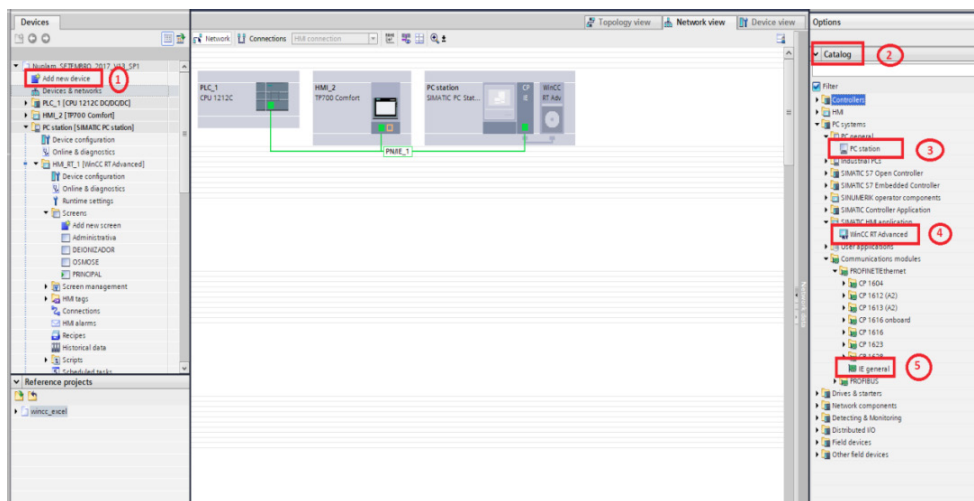 Devices
Nuplam_SETEMBRO_2017_V13_SP1
Add new device
1
Devices & networks
PLC_1 [CPU 1212C DC/DC/DC]
HMI_2 [TP700 Comfort]
PC station [SIMATIC PC station]
Device configuration
Online & diagnostics
HMI_RT_1 [WinCC RT Advanced]
Device configuration
Online & diagnostics
Runtime settings
Screens
Add new screen
Administrativa
DEIONIZADOR
OSMOSE
PRINCIPAL
Screen management
HMI tags
Connections
HMI alarms
Recipes
Historical data
Scripts
Scheduled tasks
Reference projects
wincc_excel
Topology view
Network view
Device view
Network
Connections
HMI connection
PLC_1
CPU 1212C
HMI_2
TP700 Comfort
PC station
SIMATIC PC Stat...
CP
IE
WinCC
RT Adv
PN/IE_1
Network data
Options
Catalog
2
Filter
Controllers
HMI
PC systems
PC general
PC station
3
Industrial PCs
SIMATIC S7 Open Controller
SIMATIC S7 Embedded Controller
SINUMERIK operator components
SIMATIC Controller Application
SIMATIC HMI application
WinCC RT Advanced
4
User applications
Communications modules
PROFINET/Ethernet
CP 1604
CP 1612 (A2)
CP 1613 (A2)
CP 1616 onboard
CP 1616
CP 1623
CP 1628
IE general
5
PROFIBUS
Drives & starters
Network components
Detecting & Monitoring
Distributed I/O
Field devices
Other field devices